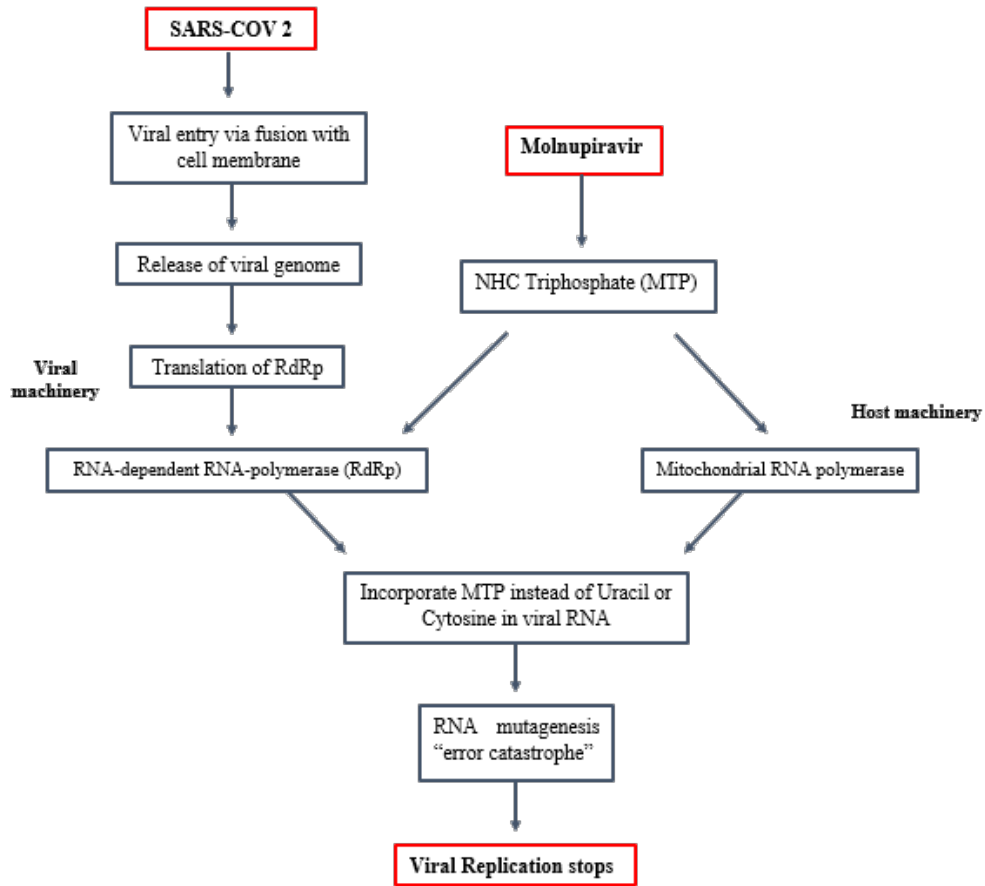 SARS-COV 2
Viral entry via fusion with
cell membrane
Molnupiravir
Release of viral genome
NHC Triphosphate (MTP)
Viral
machinery
Translation of RdRp
Host machinery
RNA-dependent RNA-polymerase (RdRp)
Mitochondrial RNA polymerase
Incorporate MTP instead of Uracil or
Cytosine in viral RNA
RNA mutagenesis
“error catastrophe”
Viral Replication stops